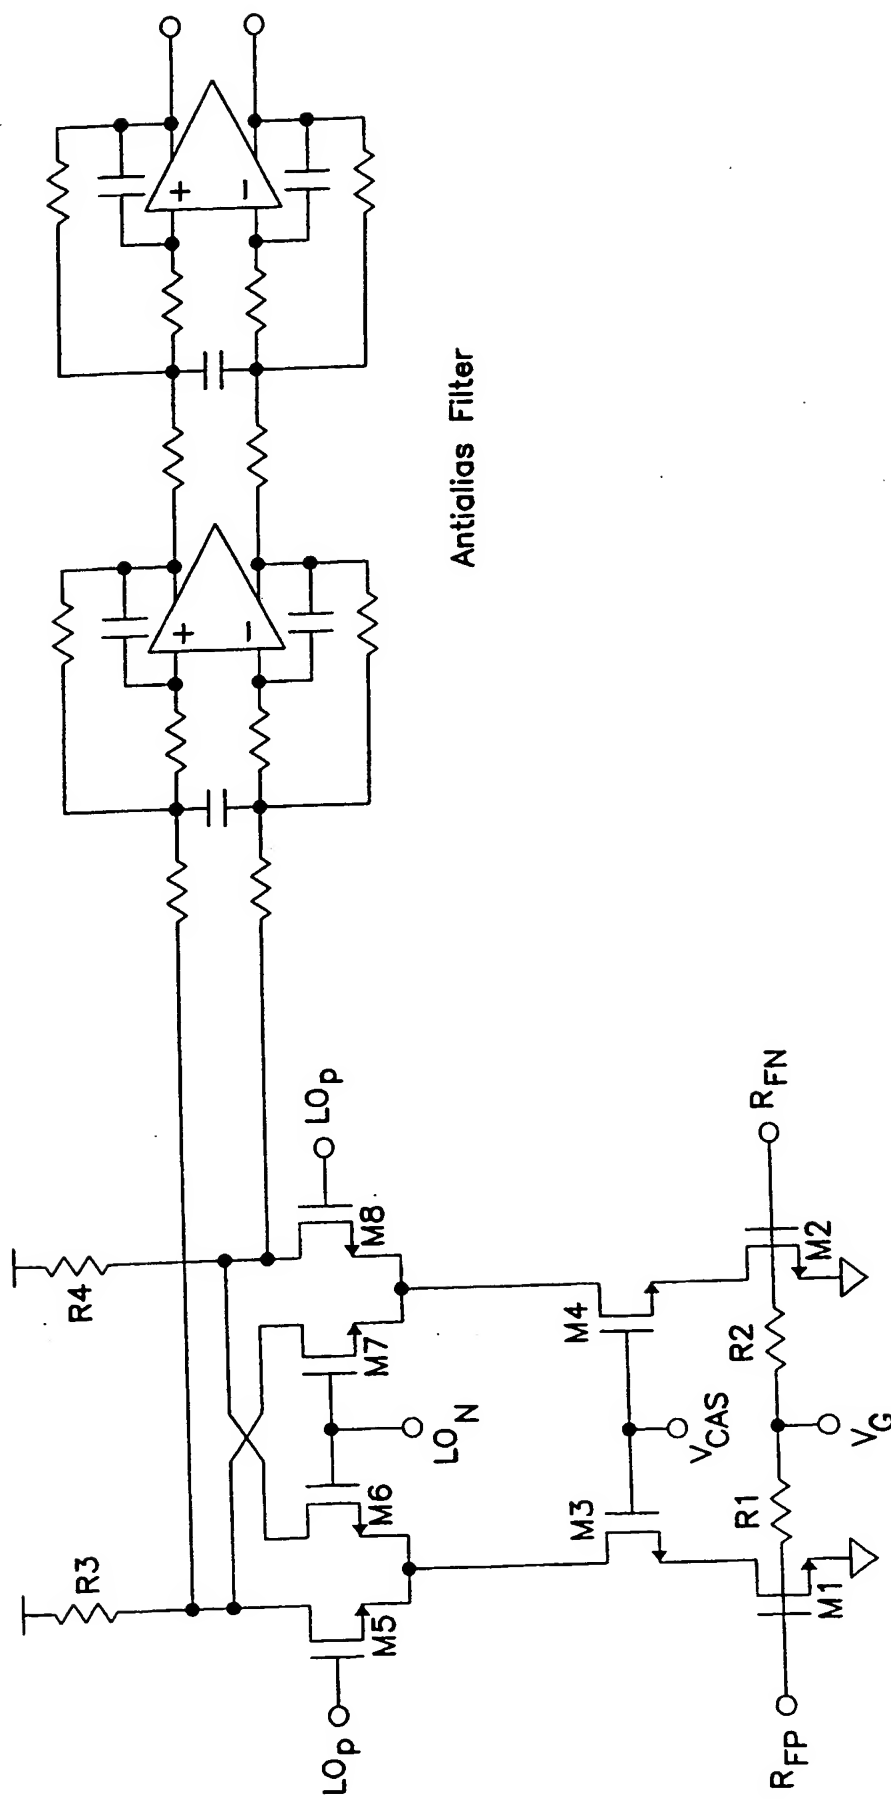 R3
R4
LOp
M5
M6
M7
M8
LOp
LON
M3
M4
VCAS
R1
R2
M1
M2
RFP
VG
RFN
+
−
+
−
Antialias Filter